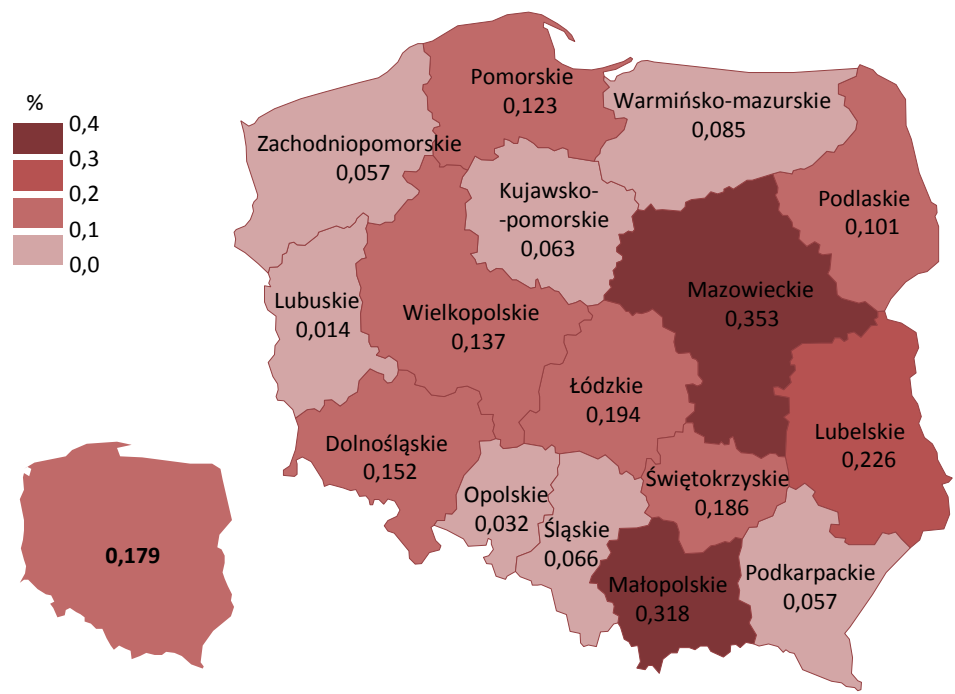 %
0,4
0,3
0,2
0,1
0,0
Pomorskie
0,123
Warmińsko-mazurskie
0,085
Zachodniopomorskie
0,057
Kujawsko-
-pomorskie
0,063
Podlaskie
0,101
Mazowieckie
0,353
Lubuskie
0,014
Wielkopolskie
0,137
Łódzkie
0,194
Dolnośląskie
0,152
Lubelskie
0,226
Opolskie
0,032
Świętokrzyskie
0,186
Śląskie
0,066
Małopolskie
0,318
Podkarpackie
0,057
0,179